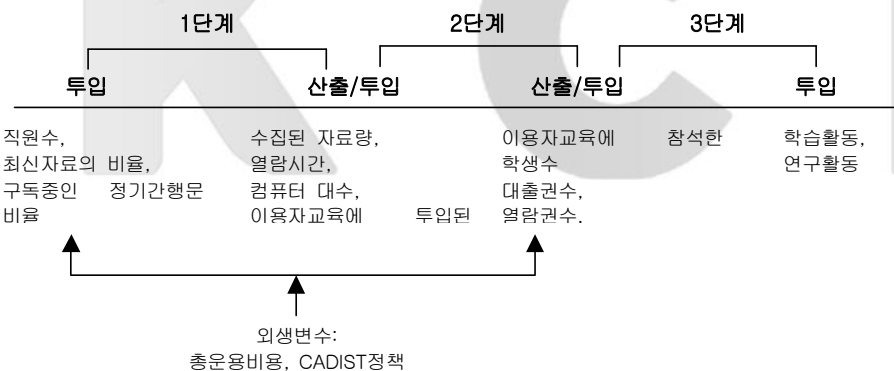 1단계 2단계 3단계
투입 산출/투입 산출/투입 투입
직원수,
최신자료의 비율,
구독중인 정기간행문
비율
수집된 자료량,
열람시간,
컴퓨터 대수,
이용자교육에 투입된
이용자교육에 참석한
학생수
대출권수,
열람권수.
학습활동,
연구활동
외생변수:
총운용비용, CADIST정책